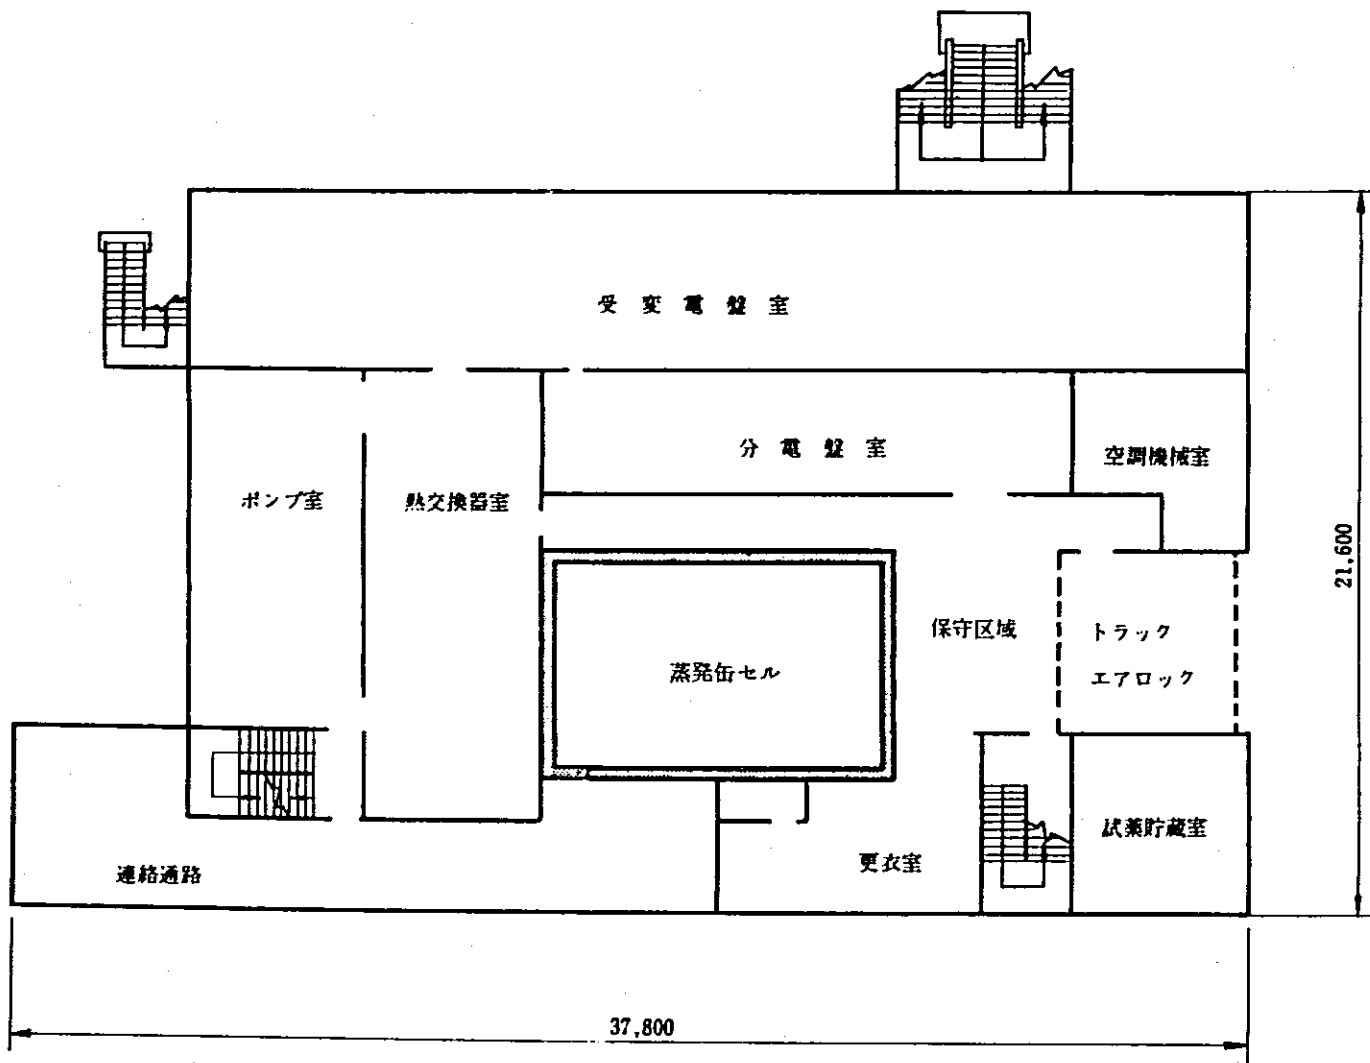 受変電盤室
分電盤室
空調機械室
ポンプ室
熱交換器室
21,600
保守区域
トラック
エアロック
蒸発缶セル
試薬貯蔵室
更衣室
連絡通路
37,800